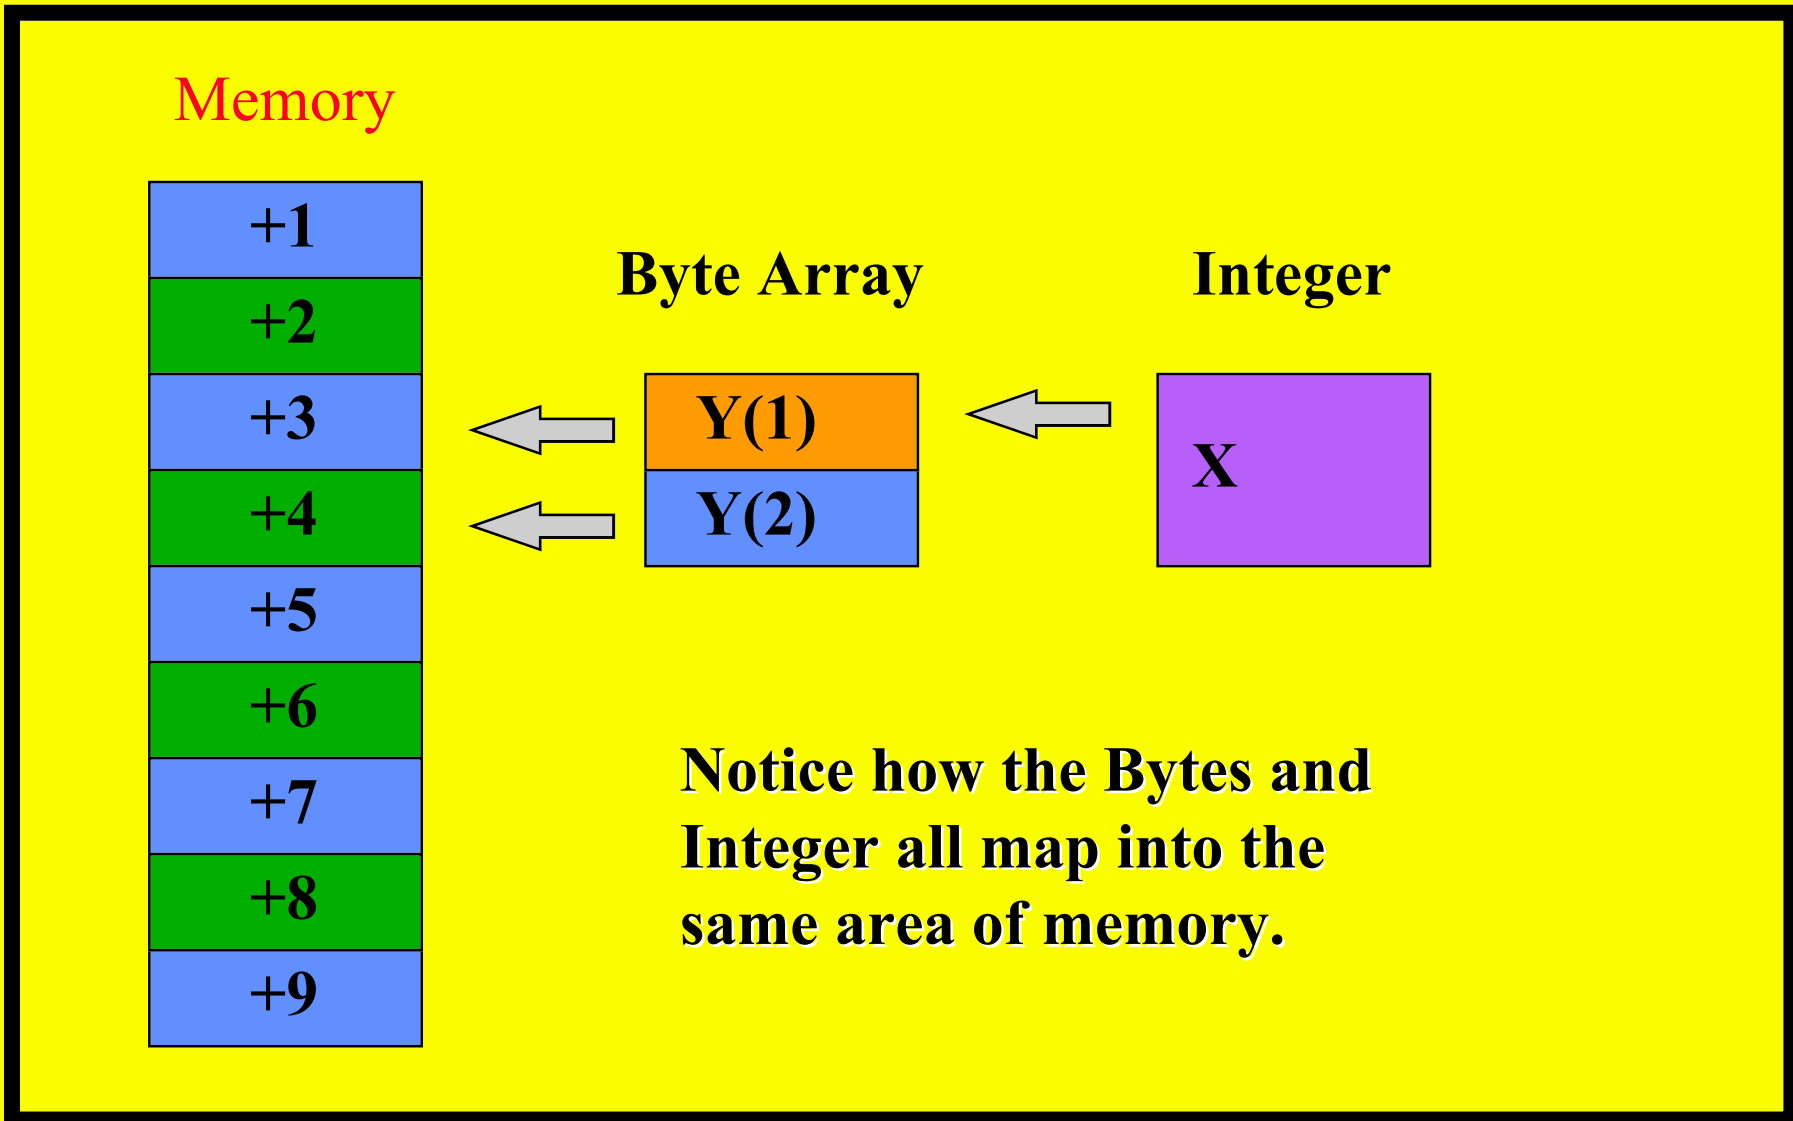 Memory
+1
+2
+3
+4
+5
+6
+7
+8
+9
Byte Array
Y(1)
Y(2)
Integer
X
Notice how the Bytes and
Integer all map into the
same area of memory.